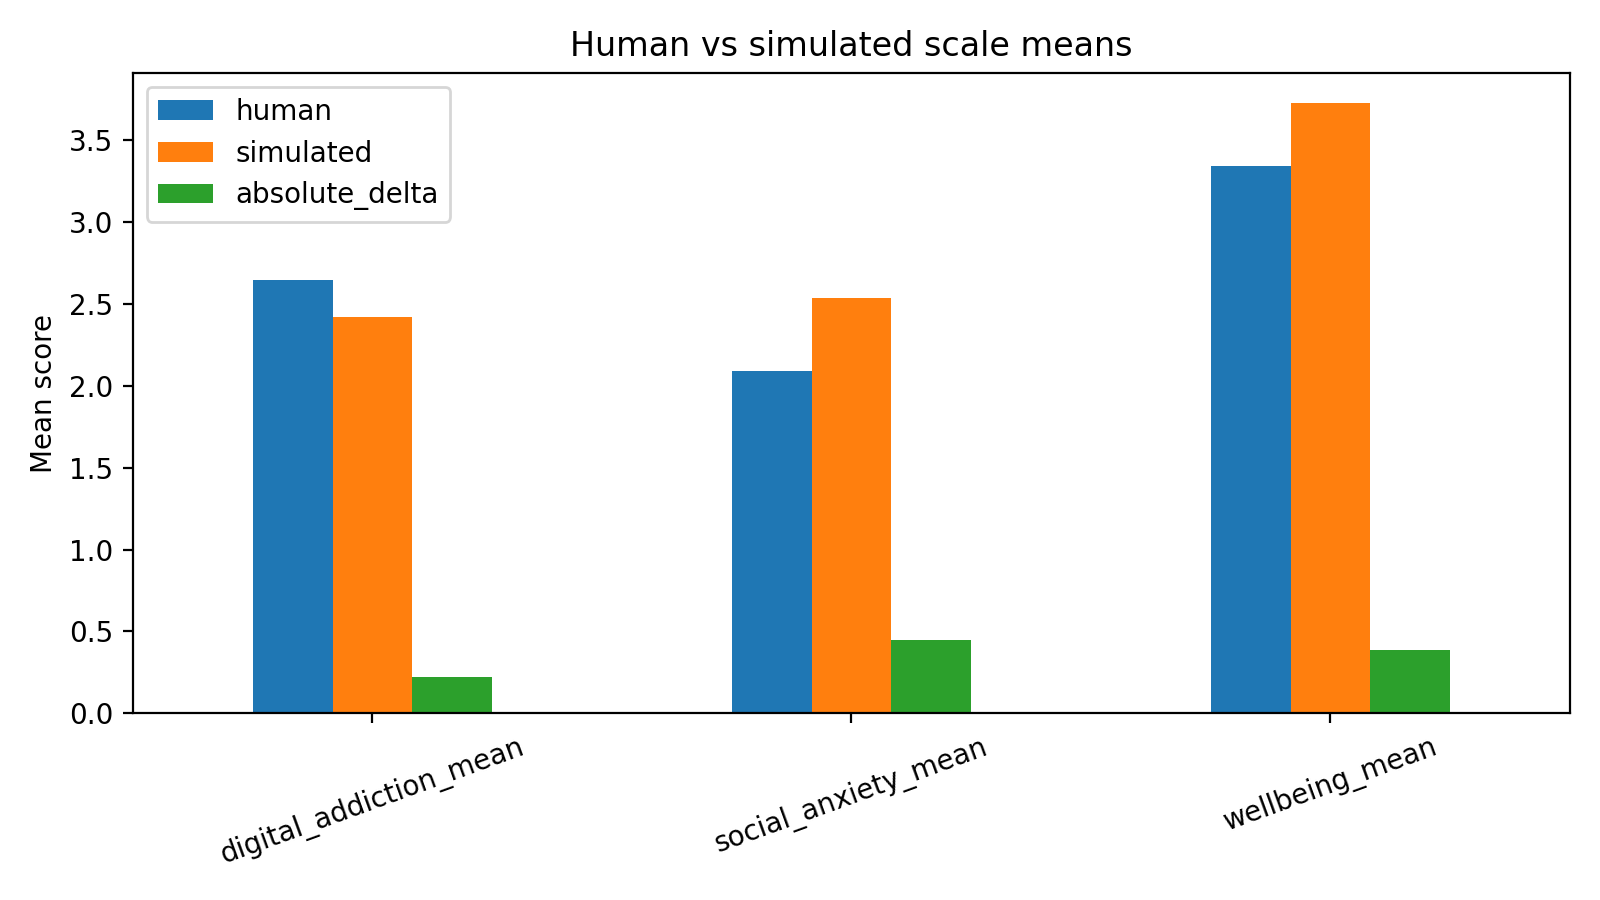 Human vs simulated scale means
human
simulated
absolute_delta
Mean score
3.5
3.0
2.5
2.0
1.5
1.0
0.5
0.0
digital_addiction_mean
social_anxiety_mean
wellbeing_mean